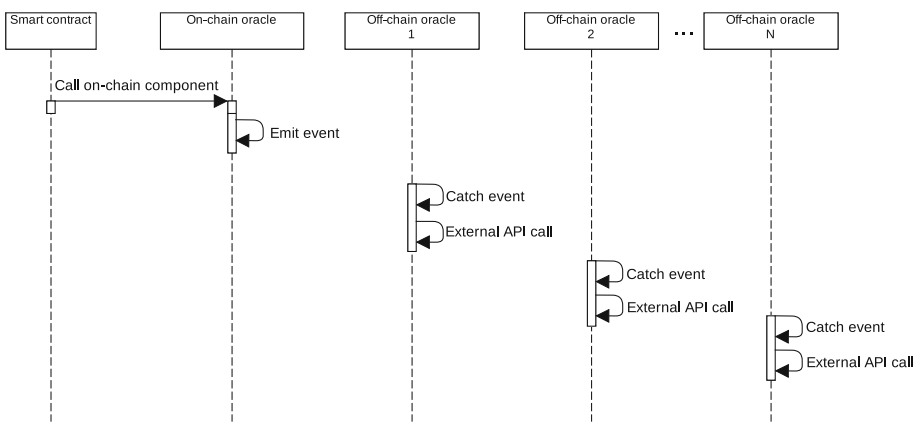 Smart contract
On-chain oracle
Off-chain oracle
1
Off-chain oracle
2
...
Off-chain oracle
N
Call on-chain component
Emit event
Catch event
External API call
Catch event
External API call
Catch event
External API call